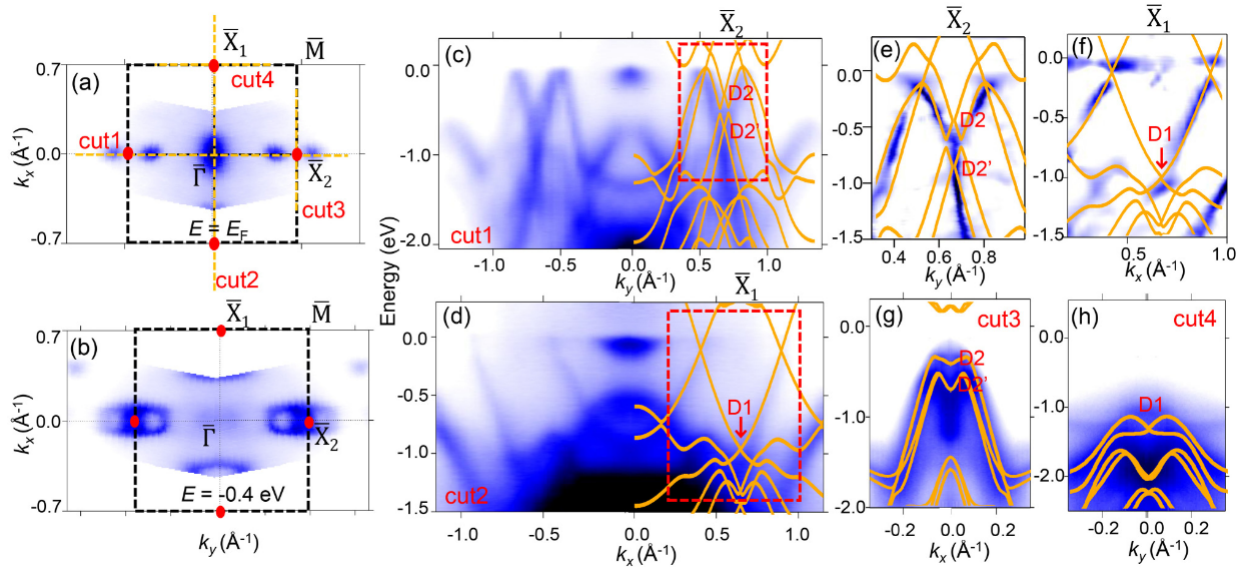 (a)
X̄₁
M̄
0.7
cut4
cut1
kₓ (Å⁻¹)
0.0
Γ̄
X̄₂
cut3
E = E_F
-0.7
cut2
(b)
X̄₁
M̄
0.7
kₓ (Å⁻¹)
0.0
Γ̄
X̄₂
E = -0.4 eV
-0.7
k_y (Å⁻¹)
Energy (eV)
(c)
X̄₂
0.0
D2
D2'
-1.0
-2.0
cut1
-1.0 -0.5 0.0 0.5 1.0
k_y (Å⁻¹)
(d)
X̄₁
0.0
-0.5
D1
-1.0
cut2
-1.5
-1.0 -0.5 0.0 0.5 1.0
kₓ (Å⁻¹)
(e)
X̄₂
0.0
D2
-0.5
D2'
-1.0
-1.5
0.4 0.6 0.8
k_y (Å⁻¹)
(f)
X̄₁
0.0
-0.5
D1
-1.0
-1.5
0.5 1.0
kₓ (Å⁻¹)
(g)
cut3
0.0
D2
D2'
-1.0
-2.0
-0.2 0.0 0.2
kₓ (Å⁻¹)
(h)
cut4
0.0
D1
-1.0
-2.0
-0.2 0.0 0.2
k_y (Å⁻¹)